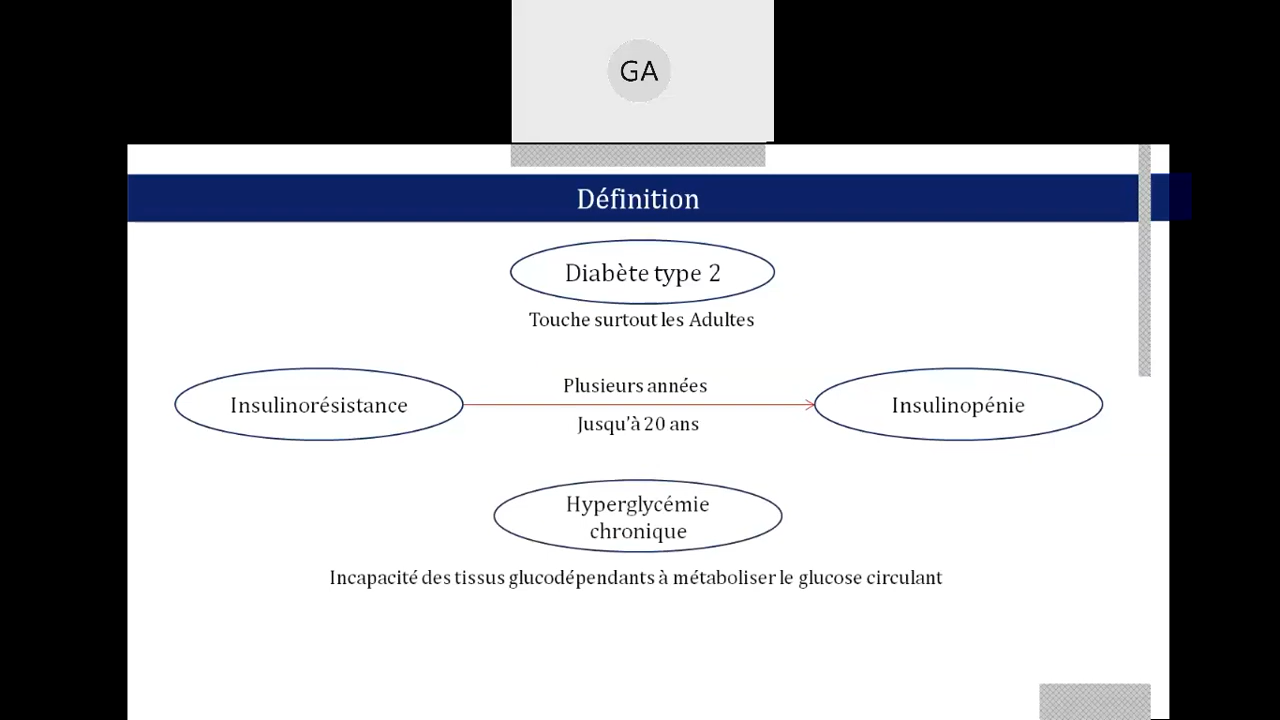 GA
Définition
Diabète type 2
Touche surtout les Adultes
Plusieurs années
Insulinorésistance
Insulinopénie
Jusqu'à 20 ans
Hyperglycémie
chronique
Incapacité des tissus glucodépendants à métaboliser le glucose circulant